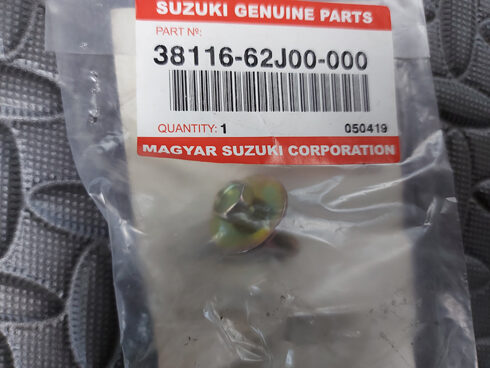 SUZUKI GENUINE PARTS
PART Nº:
38116-62J00-000
QUANTITY: 1 050419
MAGYAR SUZUKI CORPORATION